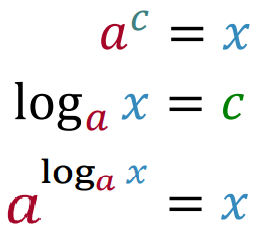 a^c = x
log_a x = c
a^(log_a x) = x